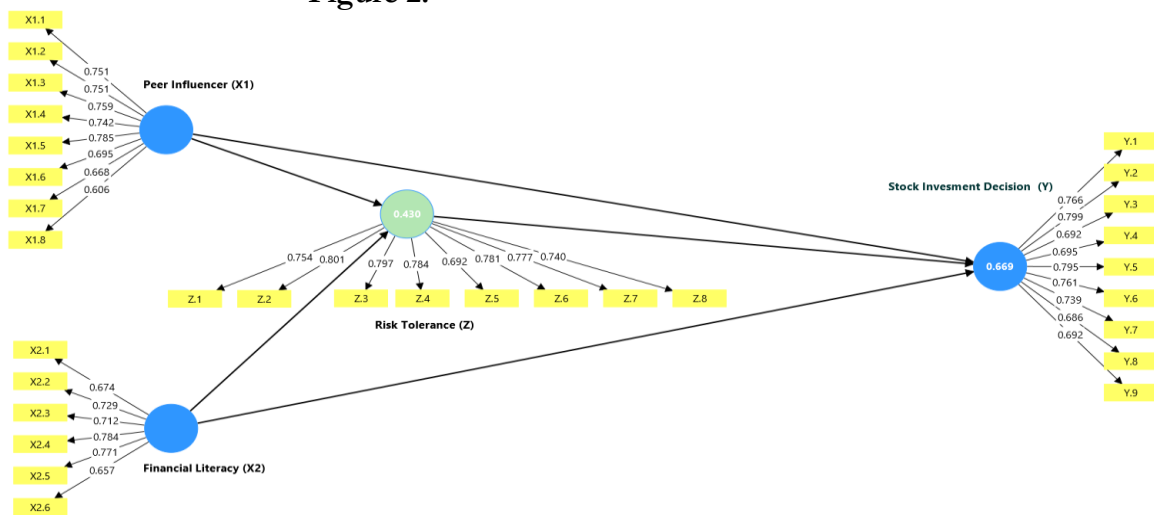 Figure 2.
X1.1
X1.2
X1.3
X1.4
X1.5
X1.6
X1.7
X1.8
0.751
0.751
0.759
0.742
0.785
0.695
0.668
0.606
Peer Influencer (X1)
0.430
0.754
0.801
0.797
0.784
0.692
0.781
0.777
0.740
Z.1
Z.2
Z.3
Z.4
Z.5
Z.6
Z.7
Z.8
Risk Tolerance (Z)
Stock Invesment Decision (Y)
0.669
0.766
0.799
0.692
0.695
0.795
0.761
0.739
0.686
0.692
Y.1
Y.2
Y.3
Y.4
Y.5
Y.6
Y.7
Y.8
Y.9
X2.1
X2.2
X2.3
X2.4
X2.5
X2.6
0.674
0.729
0.712
0.784
0.771
0.657
Financial Literacy (X2)